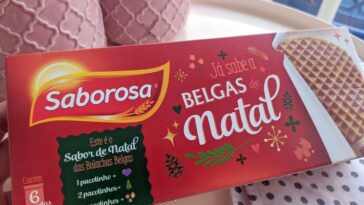 Saborosa
Já sabe a
BELGAS de
Natal
Este é o
Sabor de Natal
das Bolachas Belgas
1 pacotinho =
2 pacotinhos =
Contém
6